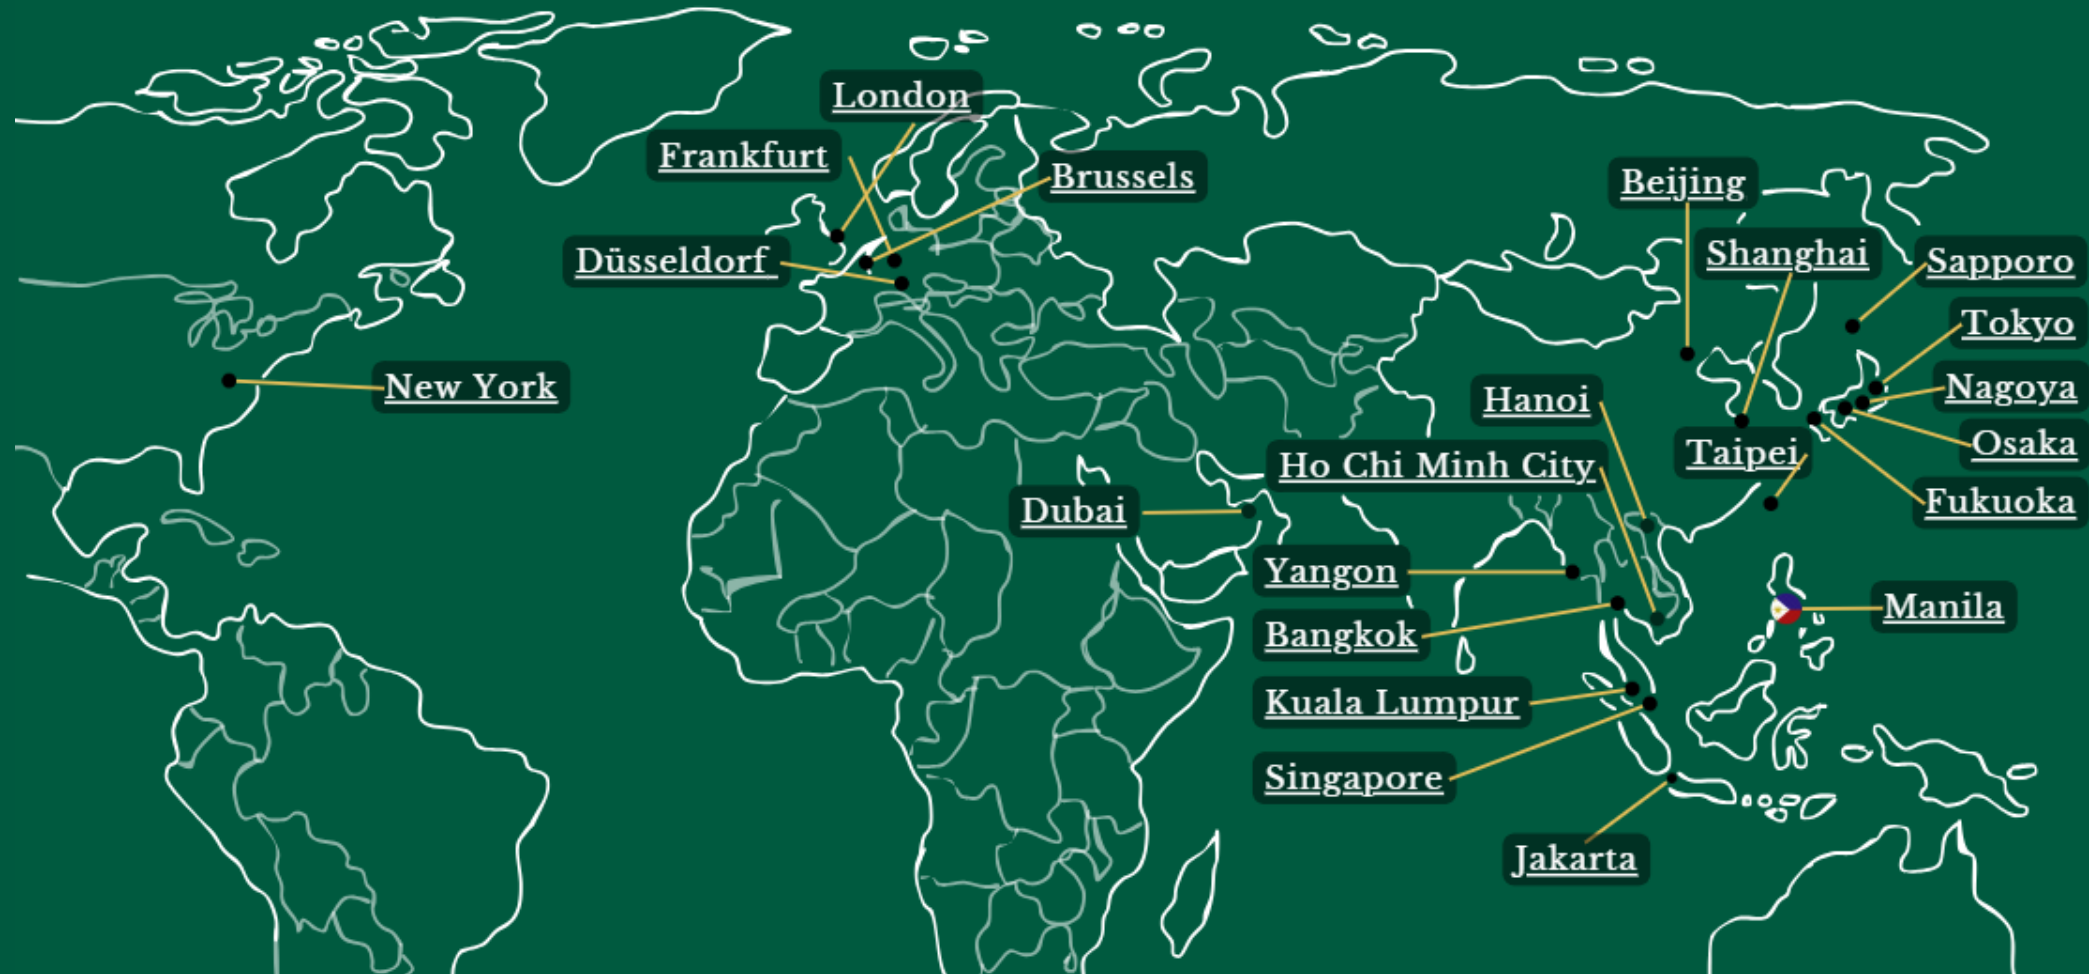 London
Frankfurt
Brussels
Düsseldorf
New York
Beijing
Shanghai
Sapporo
Tokyo
Nagoya
Hanoi
Osaka
Taipei
Ho Chi Minh City
Fukuoka
Dubai
Yangon
Manila
Bangkok
Kuala Lumpur
Singapore
Jakarta